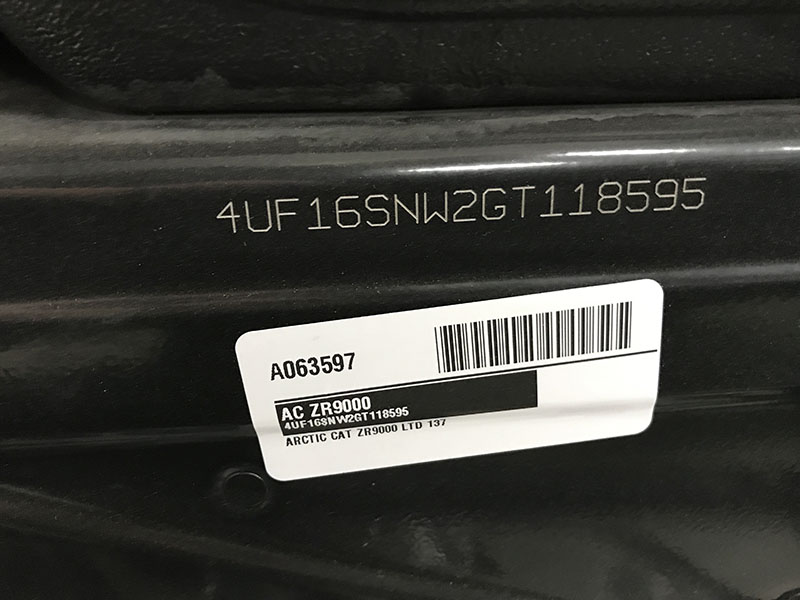 4UF16SNW2GT118595
A063597
AC ZR9000
4UF16SNW2GT118595
ARCTIC CAT ZR9000 LTD 137